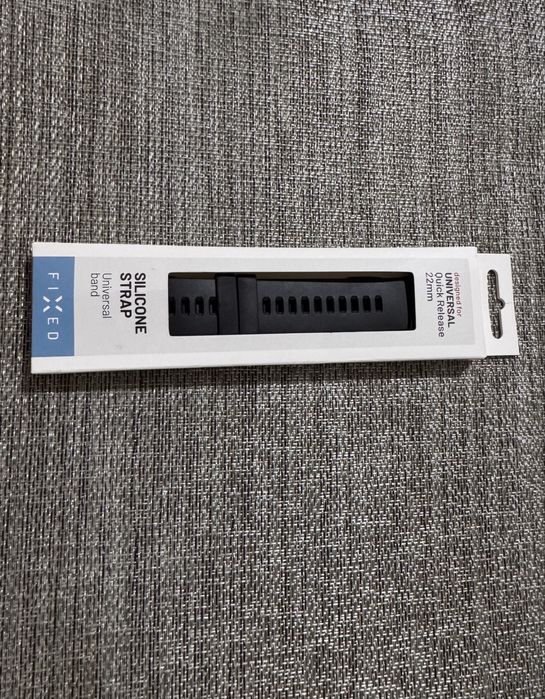 designed for
UNIVERSAL
Quick Release
22mm
SILICONE
STRAP
Universal
band
FIXED